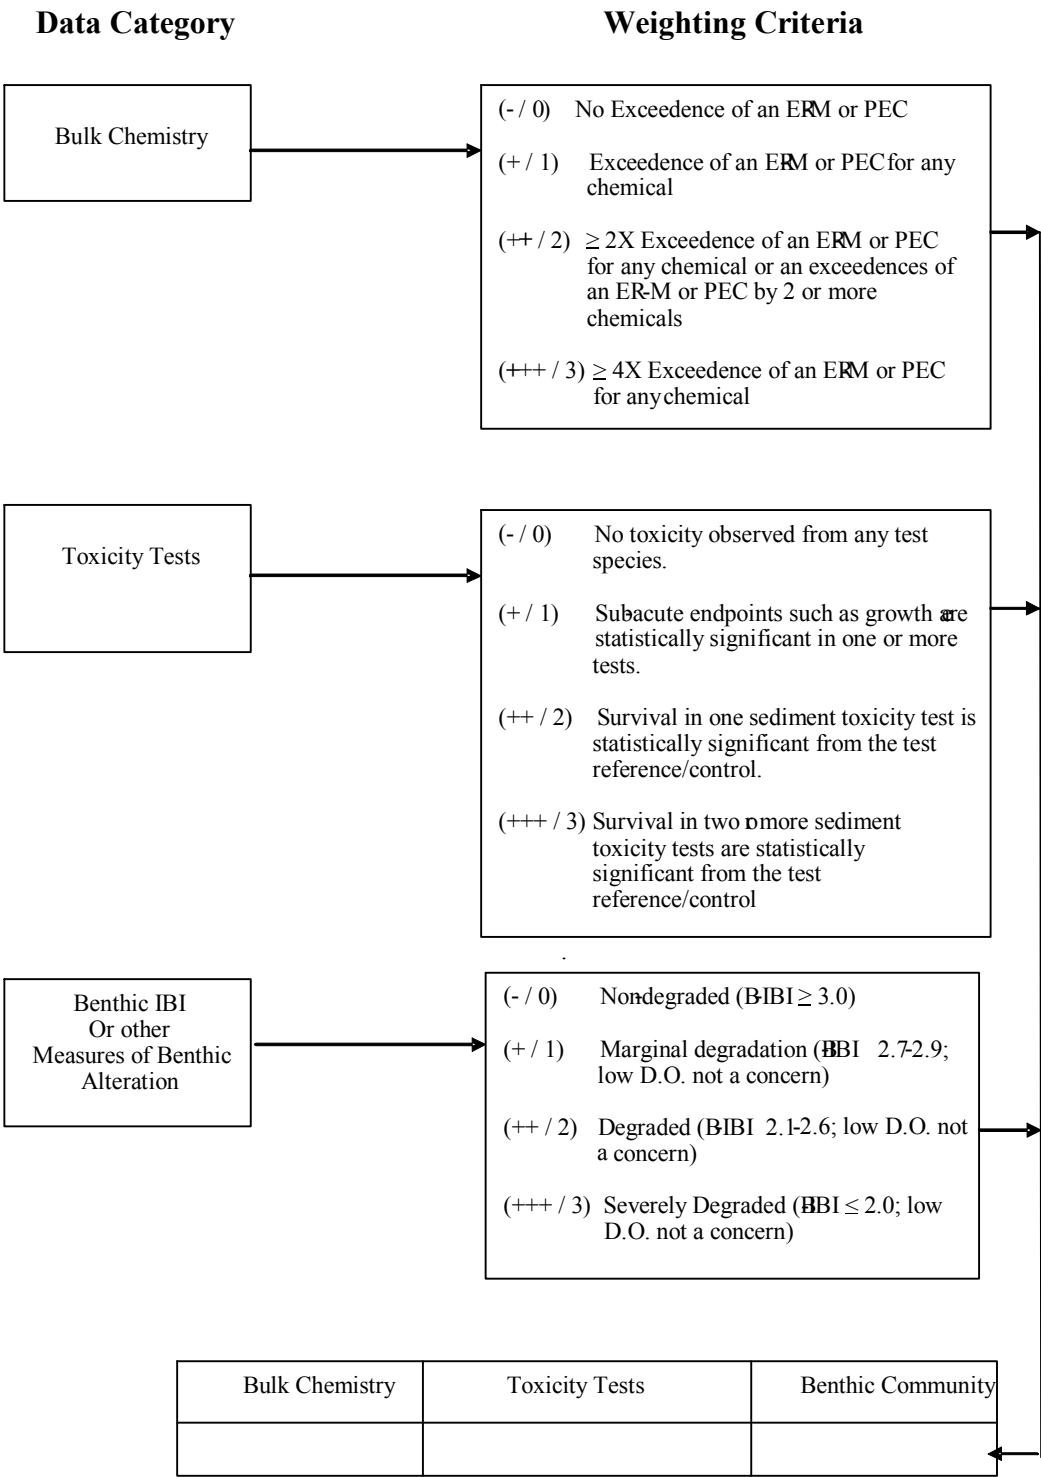 Data Category
Weighting Criteria
Bulk Chemistry
(- / 0) No Exceedence of an ER-M or PEC
(+ / 1) Exceedence of an ER-M or PEC for any
chemical
(++ / 2) ≥ 2X Exceedence of an ER-M or PEC
for any chemical or an exceedences of
an ER-M or PEC by 2 or more
chemicals
(+++ / 3) ≥ 4X Exceedence of an ER-M or PEC
for any chemical
Toxicity Tests
(- / 0) No toxicity observed from any test
species.
(+ / 1) Sub-acute endpoints such as growth are
statistically significant in one or more
tests.
(++ / 2) Survival in one sediment toxicity test is
statistically significant from the test
reference/control.
(+++ / 3) Survival in two or more sediment
toxicity tests are statistically
significant from the test
reference/control
.
Benthic IBI
Or other
Measures of Benthic
Alteration
(- / 0) Non-degraded (B-IBI ≥ 3.0)
(+ / 1) Marginal degradation (B-IBI 2.7-2.9;
low D.O. not a concern)
(++ / 2) Degraded (B-IBI 2.1-2.6; low D.O. not
a concern)
(+++ / 3) Severely Degraded (B-IBI ≤ 2.0; low
D.O. not a concern)
Bulk Chemistry Toxicity Tests Benthic Community